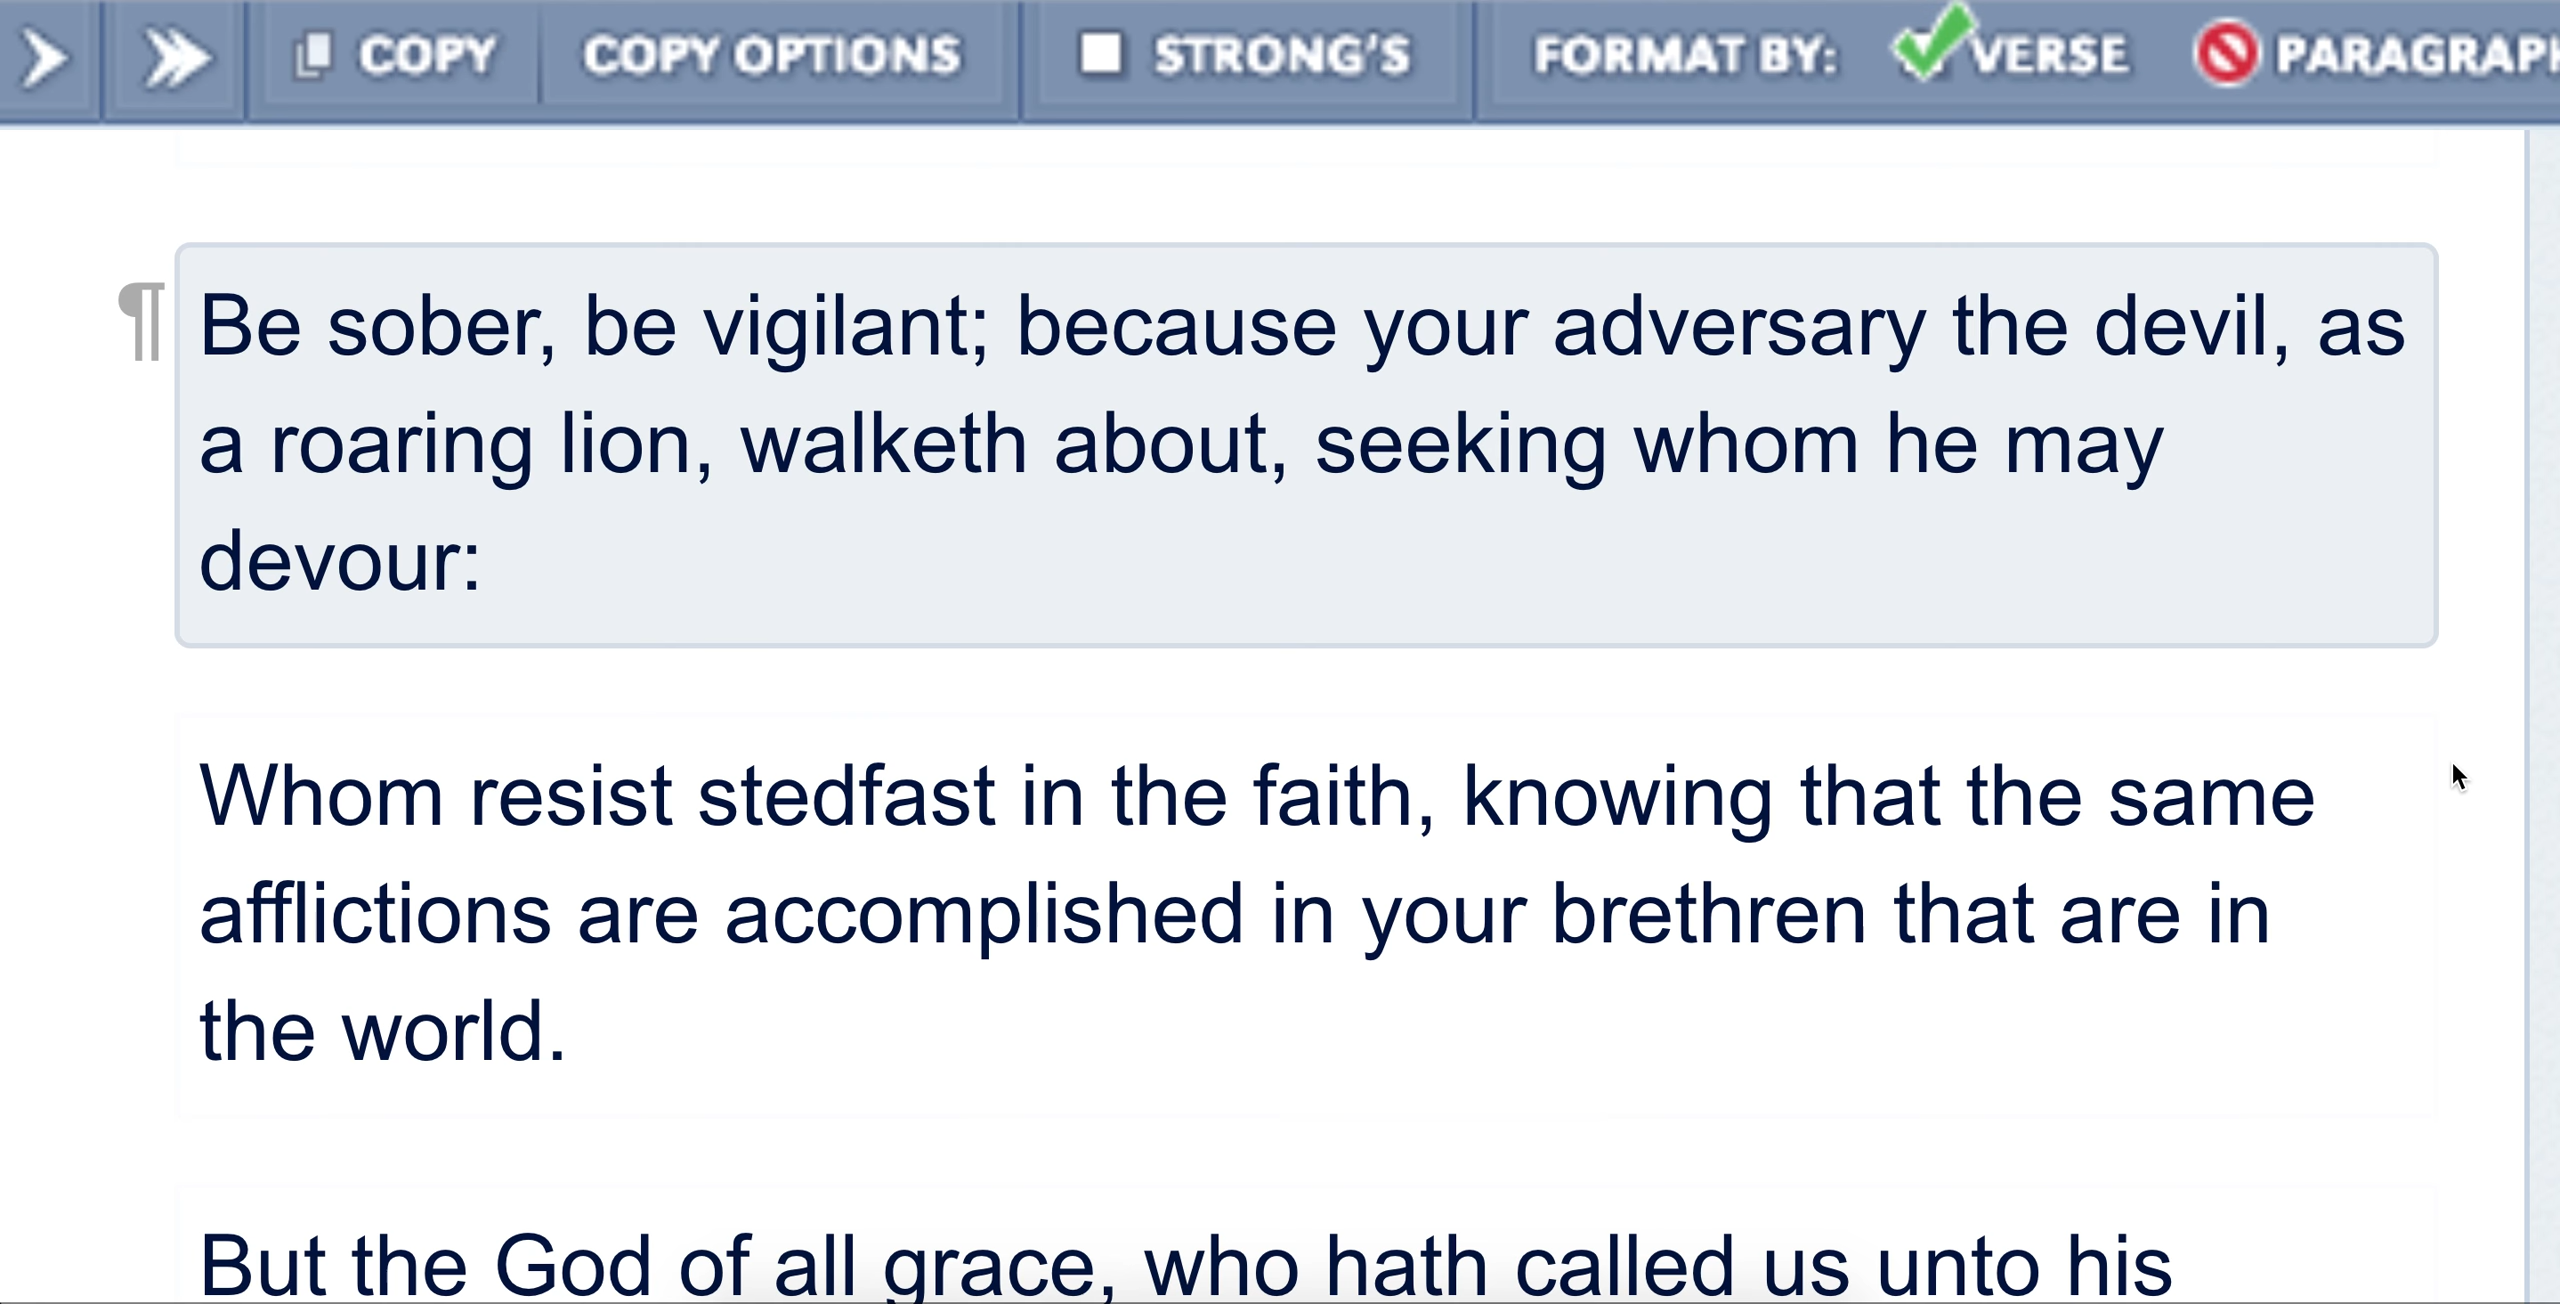 COPY COPY OPTIONS STRONG'S FORMAT BY: VERSE PARAGRAPH
¶ Be sober, be vigilant; because your adversary the devil, as
a roaring lion, walketh about, seeking whom he may
devour:
Whom resist stedfast in the faith, knowing that the same
afflictions are accomplished in your brethren that are in
the world.
But the God of all grace, who hath called us unto his